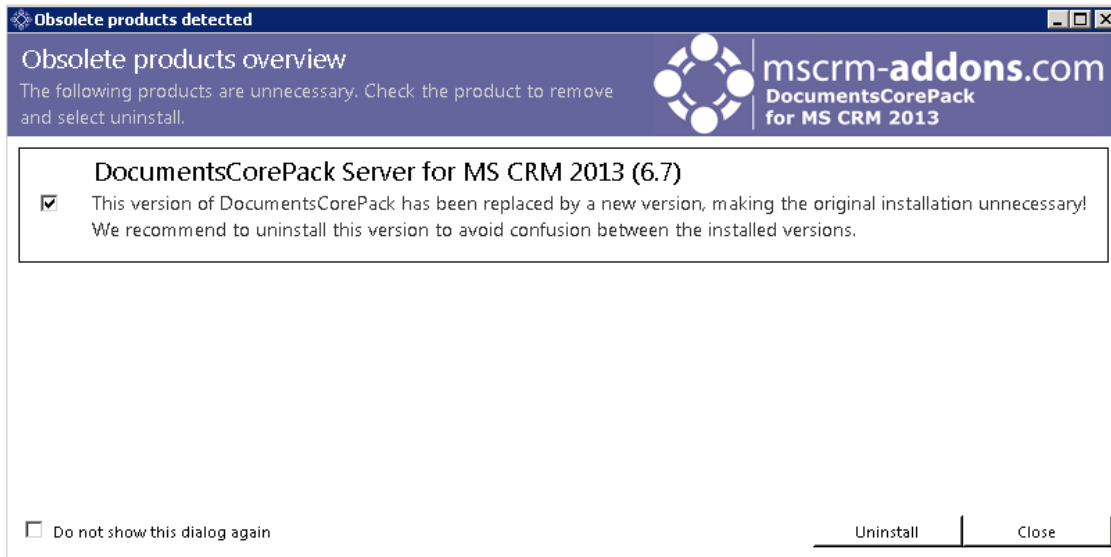 Obsolete products detected
Obsolete products overview
The following products are unnecessary. Check the product to remove
and select uninstall.
mscrm-addons.com
DocumentsCorePack
for MS CRM 2013
DocumentsCorePack Server for MS CRM 2013 (6.7)
This version of DocumentsCorePack has been replaced by a new version, making the original installation unnecessary!
We recommend to uninstall this version to avoid confusion between the installed versions.
Do not show this dialog again
Uninstall
Close